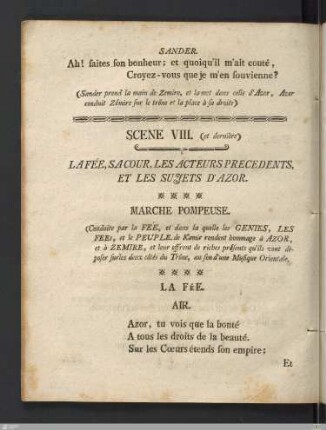 SANDER.
Ah! faites son bonheur: et quoiqu'il m'ait couté,
Croyez-vous que je m'en souvienne?
(Sander prend la main de Zemire, et la met dans celle d'Azor, Azor
conduit Zémire sur le trône et la place à sa droite)
SCENE VIII. (et derniére)
LA FÉE, SA COUR, LES ACTEURS PRECEDENTS,
ET LES SUJETS D'AZOR.
MARCHE POMPEUSE.
(Conduite par la FEE, et dans la quelle les GENIES, LES
FEES, et le PEUPLE de Kamir rendent hommage à AZOR,
et à ZEMIRE, et leur offrent de riches présents qu'ils vont dé-
poser sur les deux côtés du Trône, au son d'une Musique Orientale,
LA FÉE.
AIR.
Azor, tu vois que la bonté
A tous les droits de la beauté.
Sur les Cœurs étends son empire:
Et